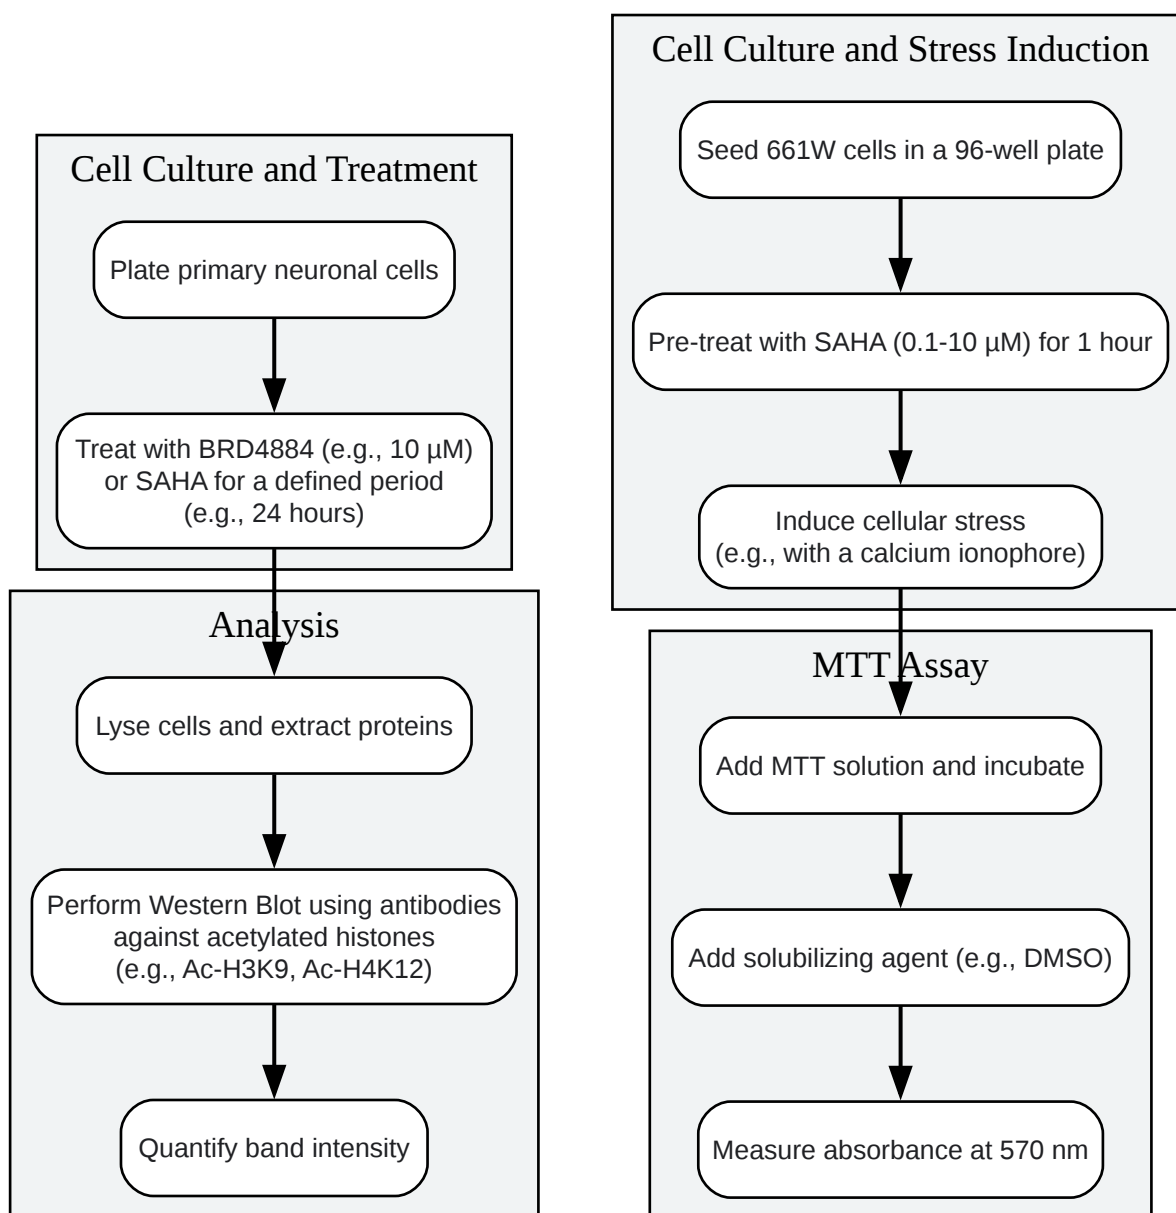 Cell Culture and Treatment
Plate primary neuronal cells
Treat with BRD4884 (e.g., 10 µM)
or SAHA for a defined period
(e.g., 24 hours)
Analysis
Lyse cells and extract proteins
Perform Western Blot using antibodies
against acetylated histones
(e.g., Ac-H3K9, Ac-H4K12)
Quantify band intensity
Cell Culture and Stress Induction
Seed 661W cells in a 96-well plate
Pre-treat with SAHA (0.1-10 µM) for 1 hour
Induce cellular stress
(e.g., with a calcium ionophore)
MTT Assay
Add MTT solution and incubate
Add solubilizing agent (e.g., DMSO)
Measure absorbance at 570 nm